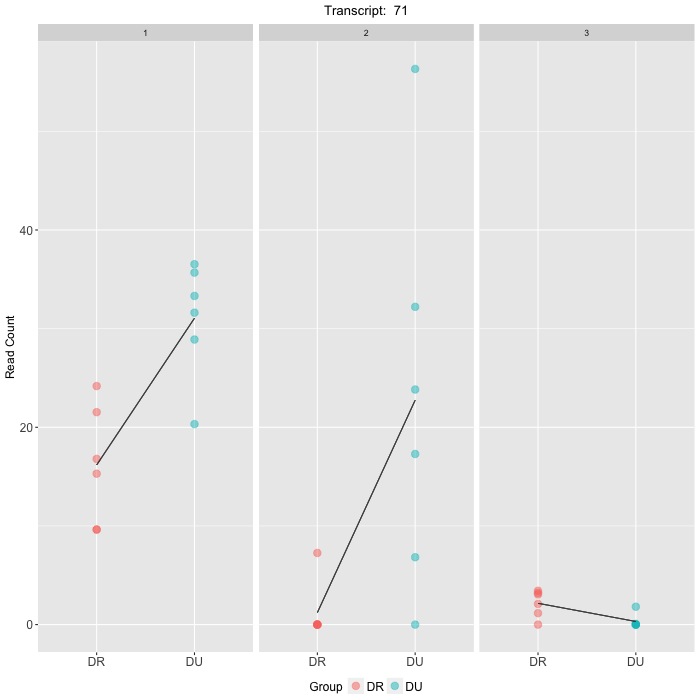 Transcript:  71
1 2 3
Read Count
40
20
0
DR DU DR DU DR DU
Group DR DU